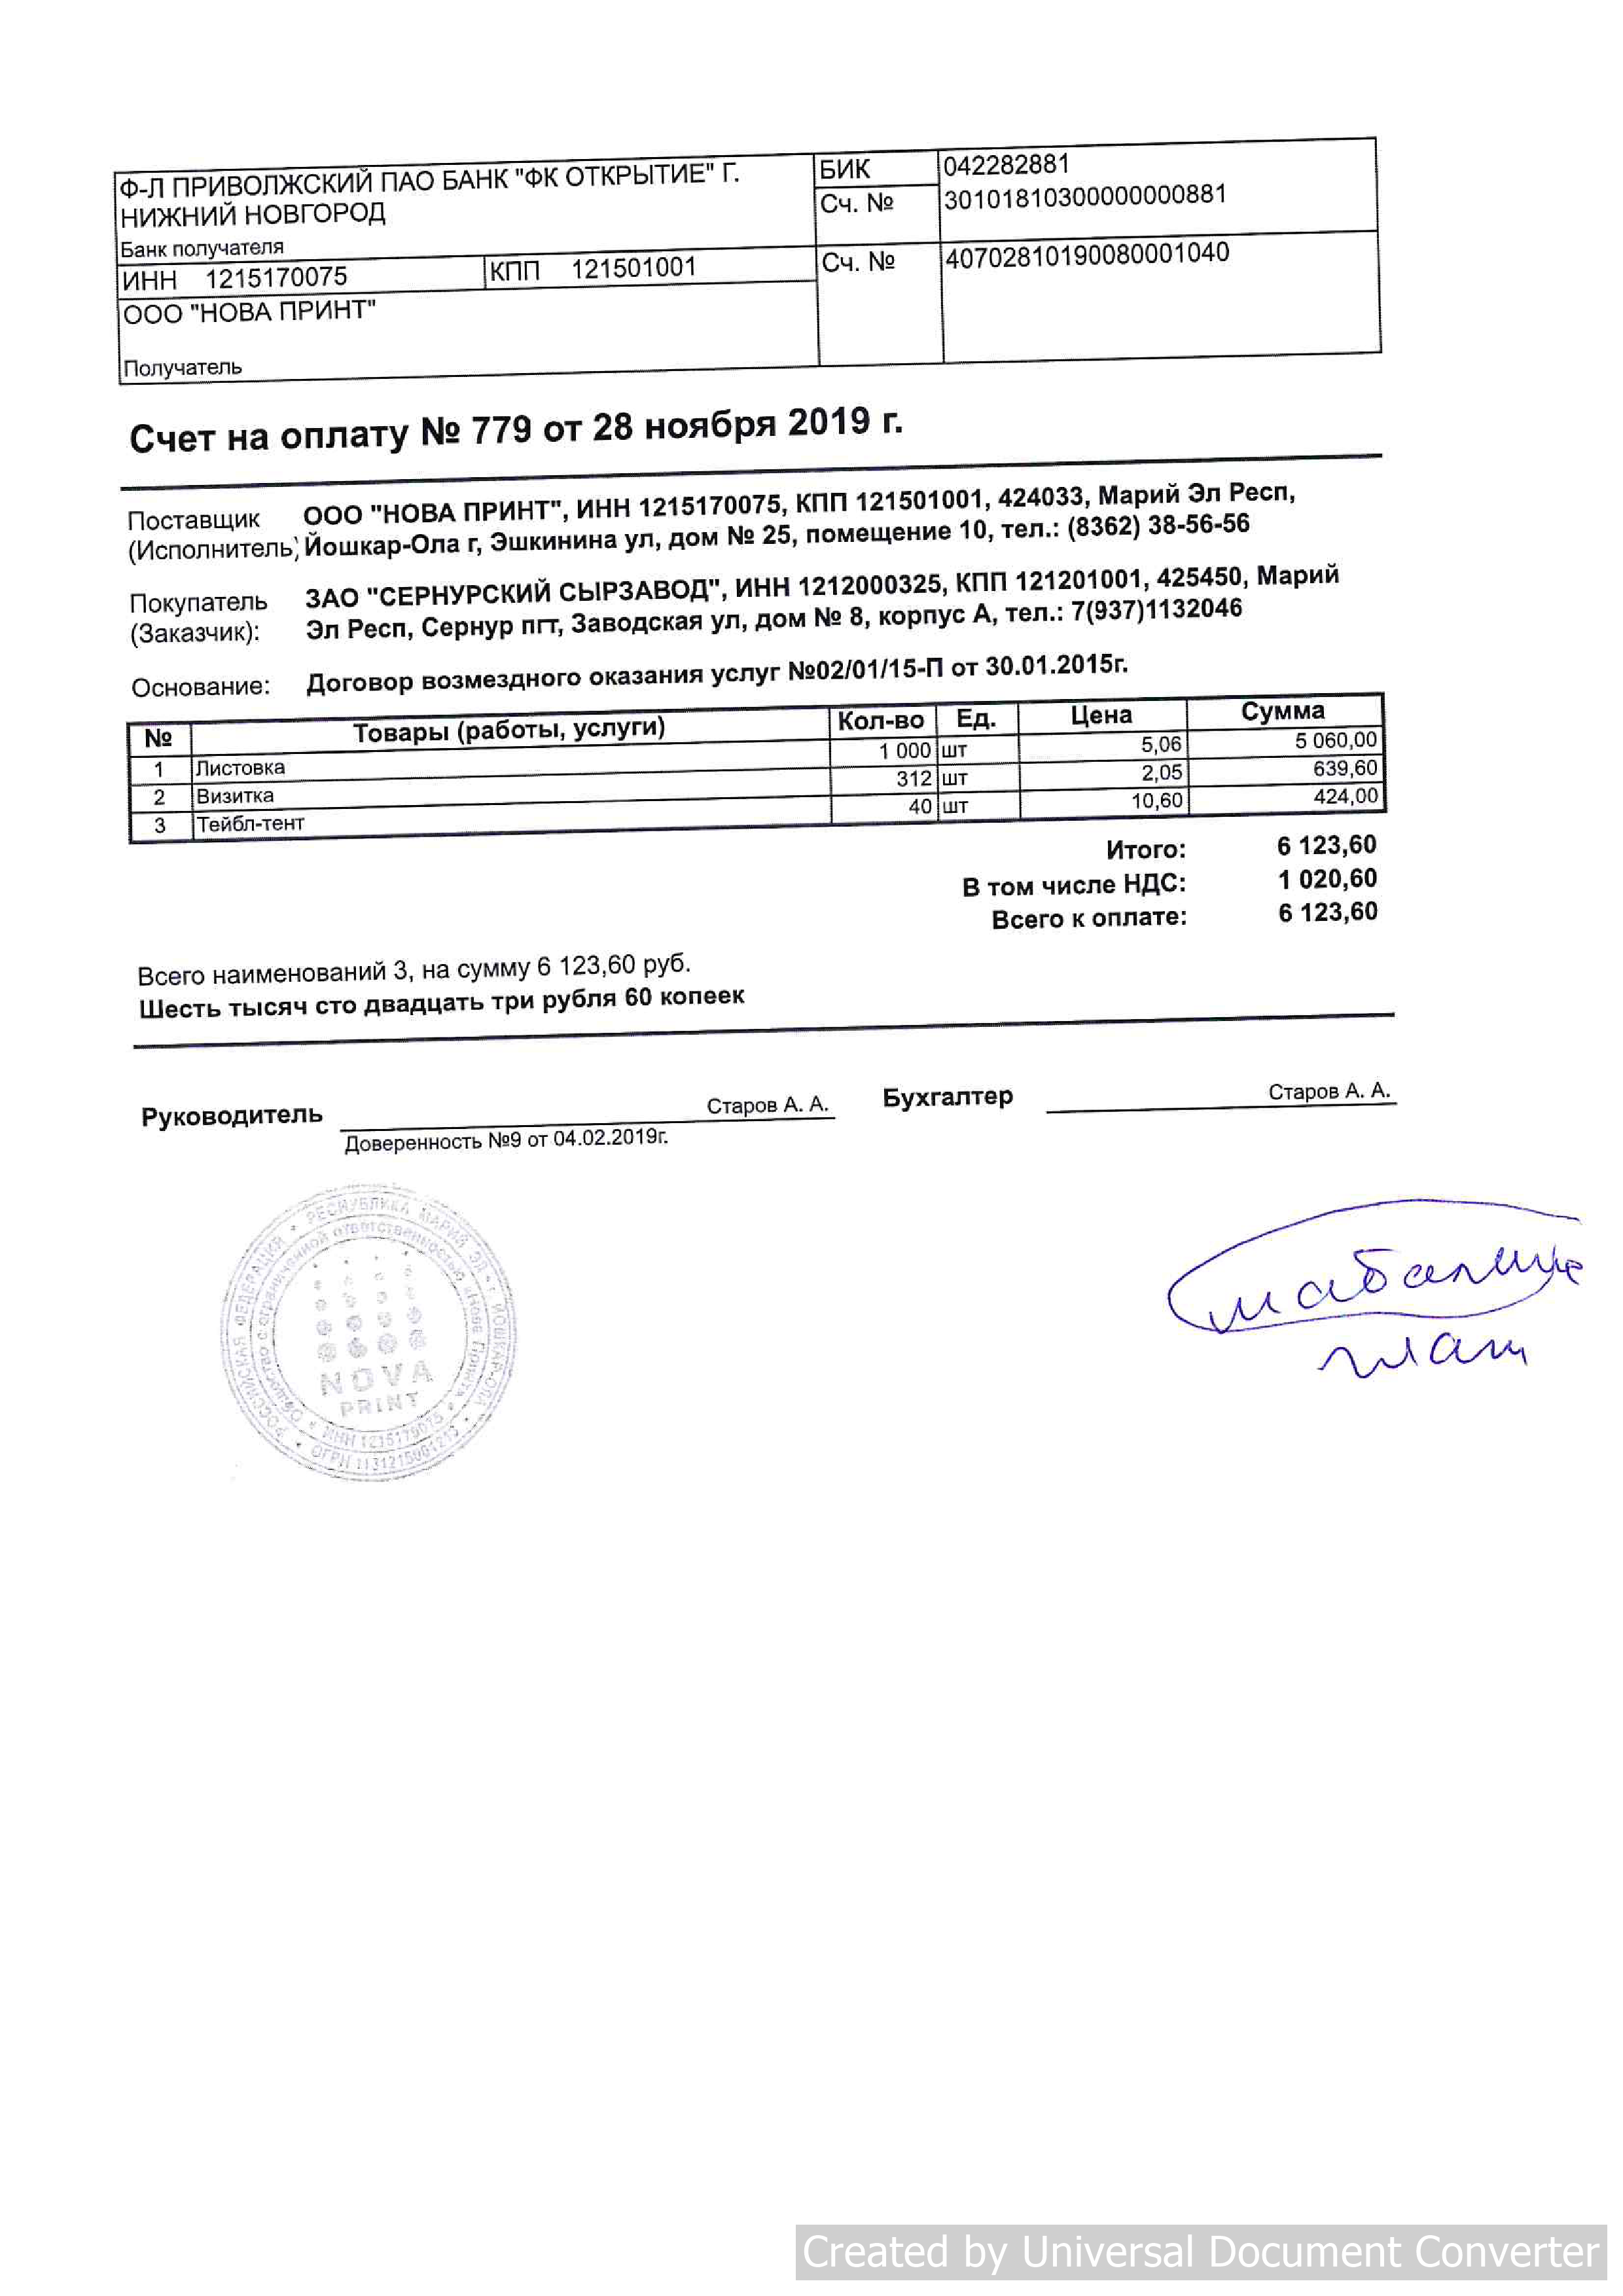 Ф-Л ПРИВОЛЖСКИЙ ПАО БАНК "ФК ОТКРЫТИЕ" Г.
НИЖНИЙ НОВГОРОД
Банк получателя
БИК 042282881
Сч. № 30101810300000000881
ИНН 1215170075 КПП 121501001
Сч. № 40702810190080001040
ООО "НОВА ПРИНТ"
Получатель
Счет на оплату № 779 от 28 ноября 2019 г.
Поставщик ООО "НОВА ПРИНТ", ИНН 1215170075, КПП 121501001, 424033, Марий Эл Респ,
(Исполнитель) Йошкар-Ола г, Эшкинина ул, дом № 25, помещение 10, тел.: (8362) 38-56-56
Покупатель ЗАО "СЕРНУРСКИЙ СЫРЗАВОД", ИНН 1212000325, КПП 121201001, 425450, Марий
(Заказчик): Эл Респ, Сернур пгт, Заводская ул, дом № 8, корпус А, тел.: 7(937)1132046
Основание: Договор возмездного оказания услуг №02/01/15-П от 30.01.2015г.
№ Товары (работы, услуги) Кол-во Ед. Цена Сумма
1 Листовка 1 000 шт 5,06 5 060,00
2 Визитка 312 шт 2,05 639,60
3 Тейбл-тент 40 шт 10,60 424,00
Итого: 6 123,60
В том числе НДС: 1 020,60
Всего к оплате: 6 123,60
Всего наименований 3, на сумму 6 123,60 руб.
Шесть тысяч сто двадцать три рубля 60 копеек
Руководитель Старов А. А. Бухгалтер Старов А. А.
Доверенность №9 от 04.02.2019г.
РОССИЙСКАЯ ФЕДЕРАЦИЯ • РЕСПУБЛИКА МАРИЙ ЭЛ • г. ЙОШКАР-ОЛА
Общество с ограниченной ответственностью «Нова Принт»
NOVA
PRINT
ИНН 1215170075
Created by Universal Document Converter